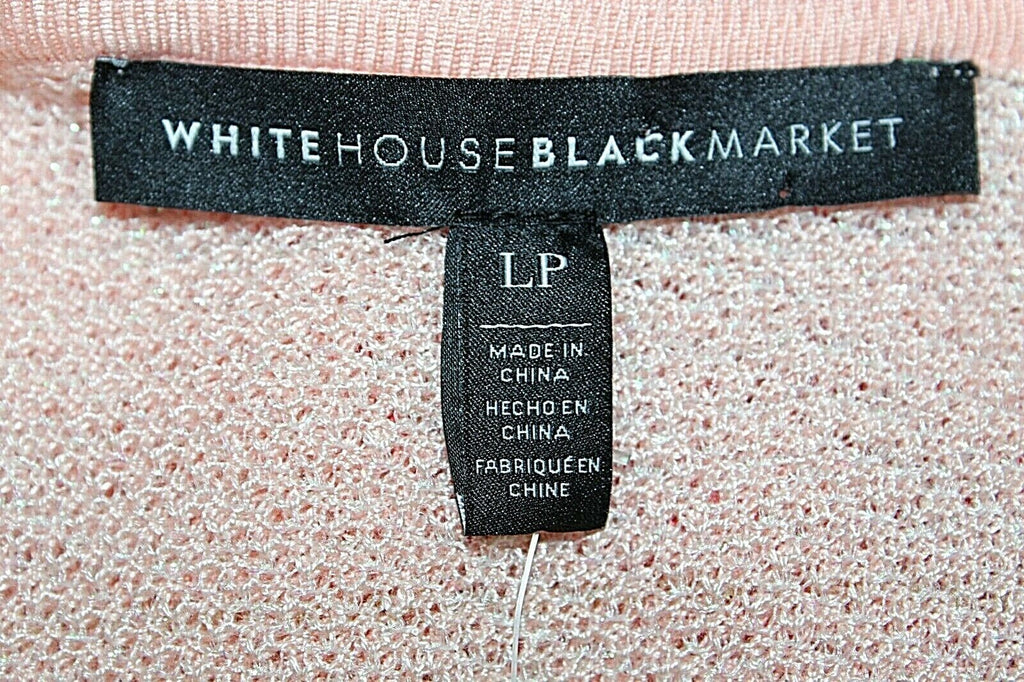 WHITEHOUSEBLACKMARKET
LP
MADE IN
CHINA
HECHO EN
CHINA
FABRIQUÉ EN
CHINE